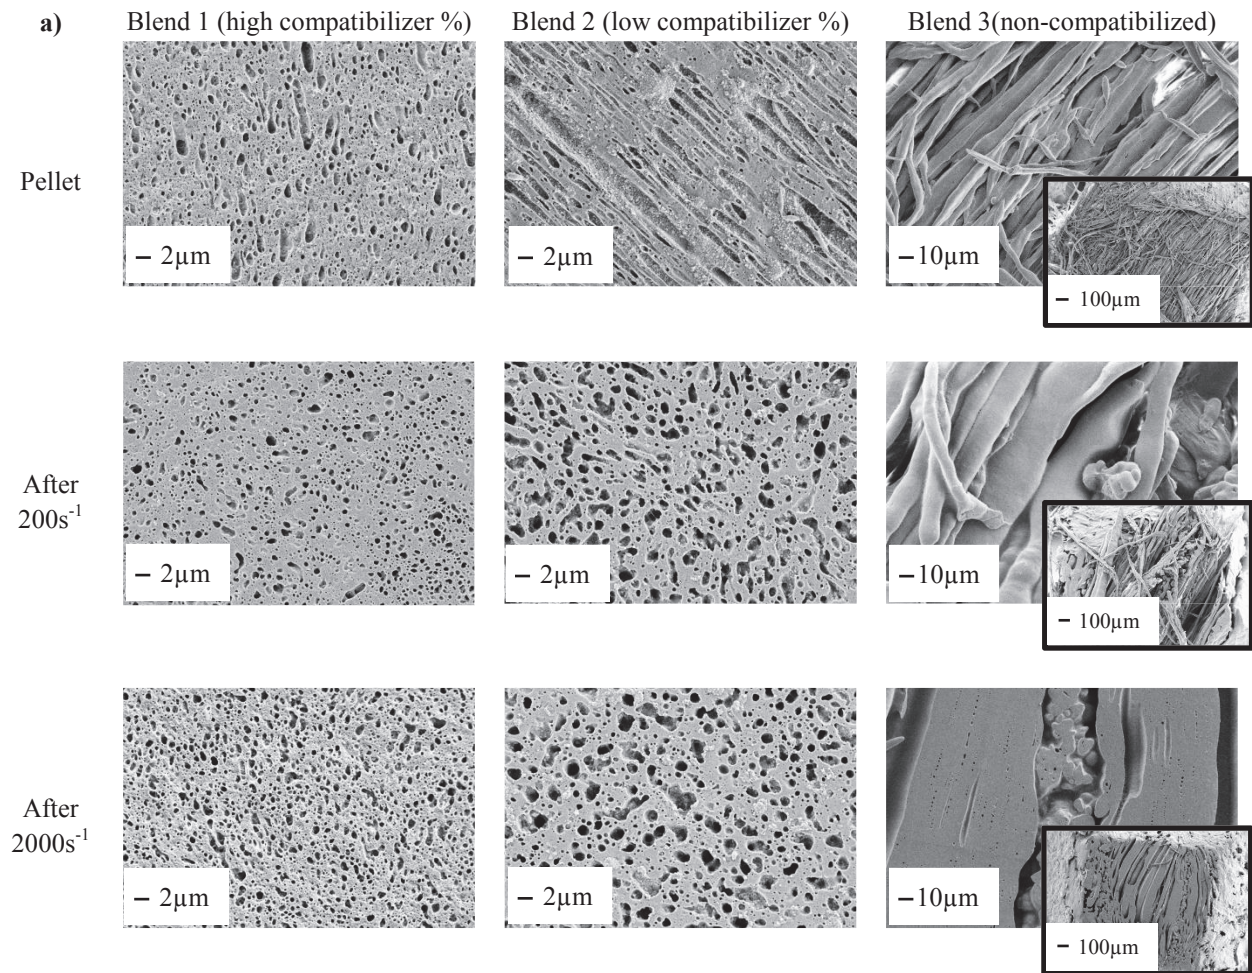 a)
Blend 1 (high compatibilizer %)
Blend 2 (low compatibilizer %)
Blend 3(non-compatibilized)
Pellet
2µm
2µm
10µm
100µm
After
200s-1
2µm
2µm
10µm
100µm
After
2000s-1
2µm
2µm
10µm
100µm